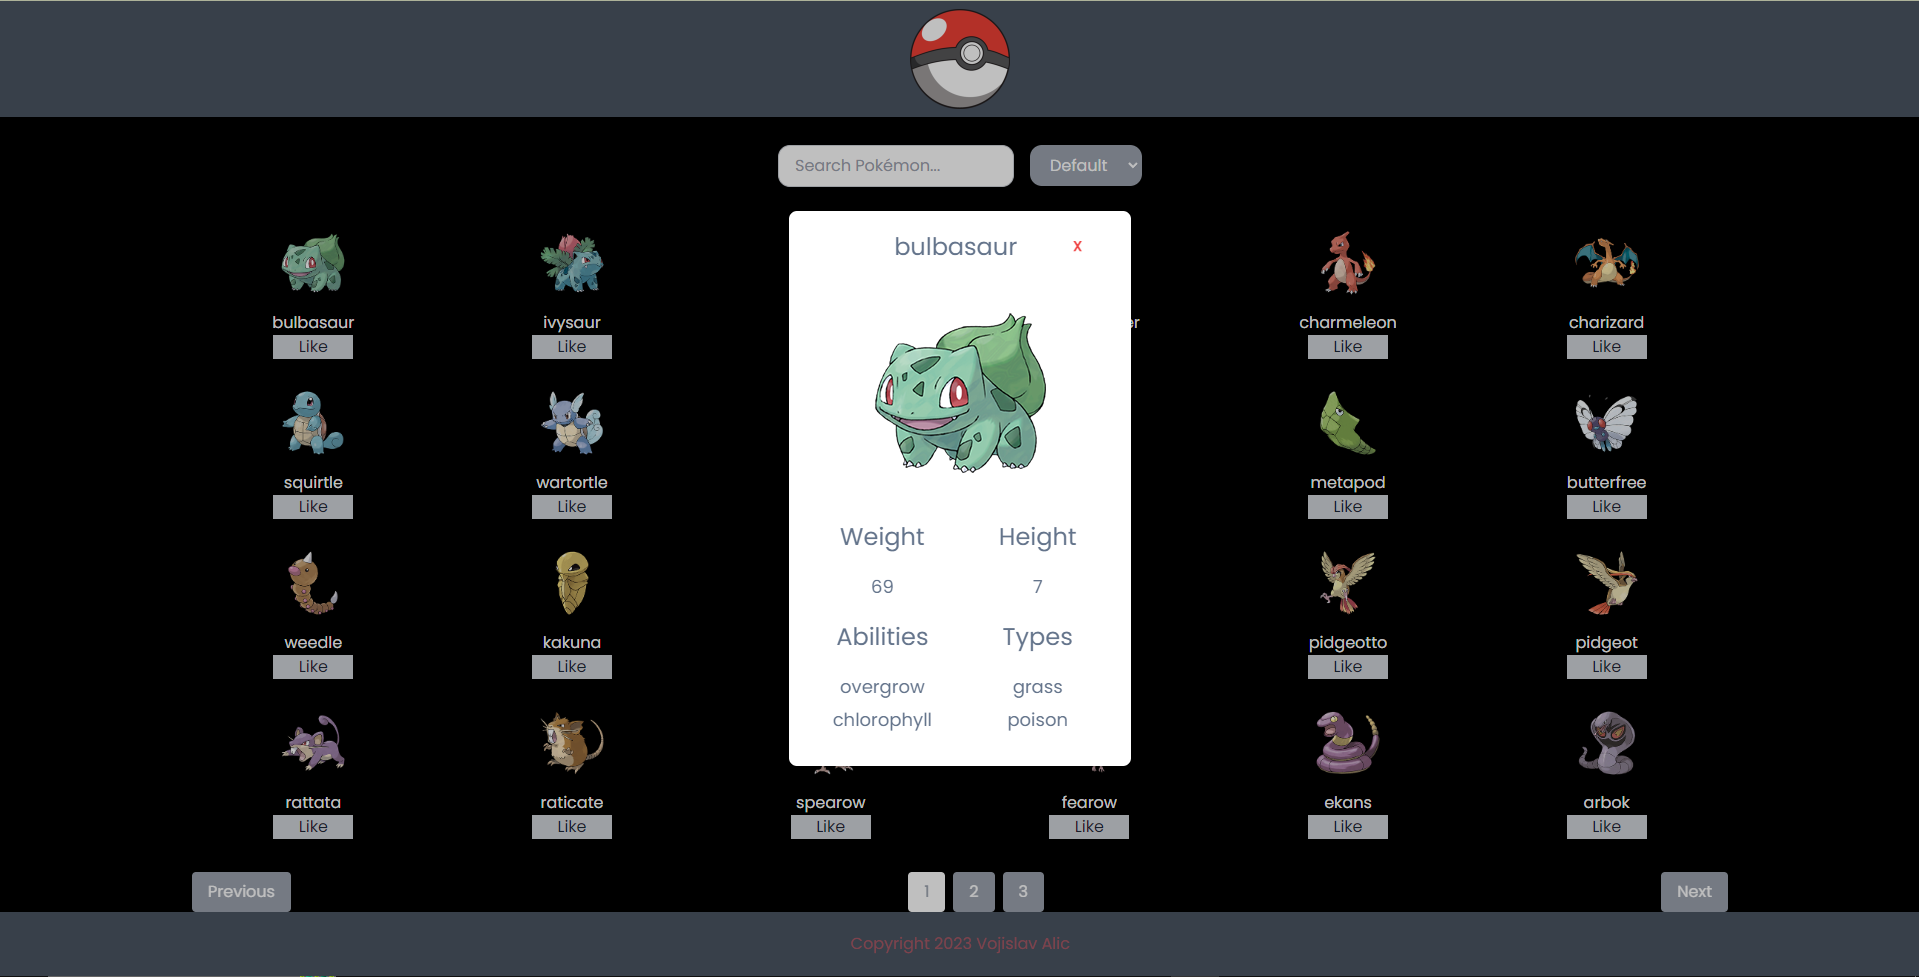 Search Pokémon...
Default
bulbasaur
x
bulbasaur
Like
ivysaur
Like
er
charmeleon
Like
charizard
Like
squirtle
Like
wartortle
Like
metapod
Like
butterfree
Like
Weight
Height
69
7
Abilities
Types
overgrow
grass
chlorophyll
poison
weedle
Like
kakuna
Like
pidgeotto
Like
pidgeot
Like
rattata
Like
raticate
Like
spearow
Like
fearow
Like
ekans
Like
arbok
Like
Previous
1
2
3
Next
Copyright 2023 Vojislav Alic